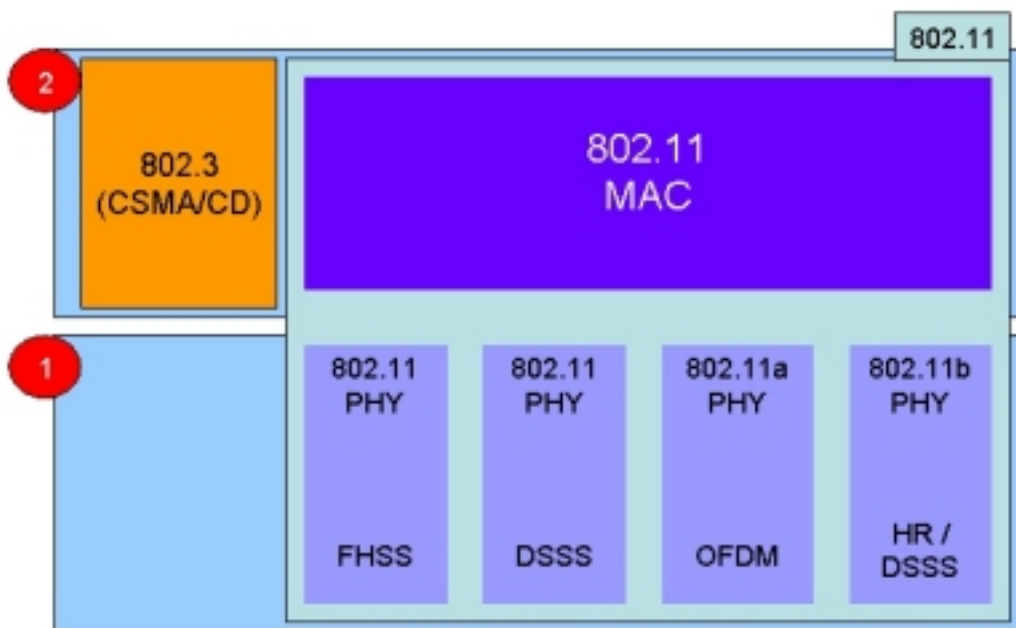 802.11
2
802.3
(CSMA/CD)
802.11
MAC
1
802.11
PHY
FHSS
802.11
PHY
DSSS
802.11a
PHY
OFDM
802.11b
PHY
HR /
DSSS